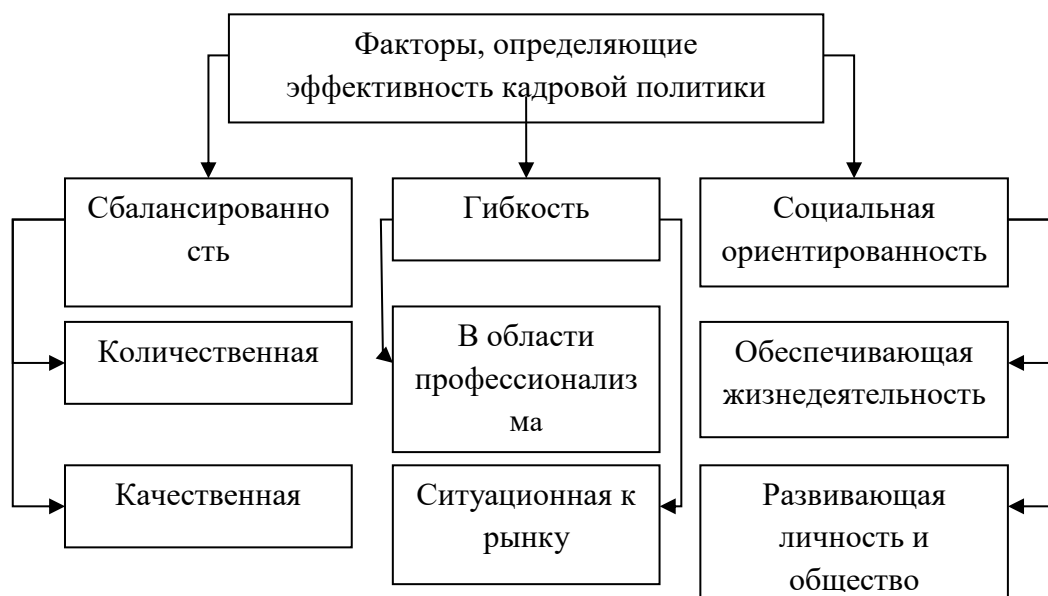 Факторы, определяющие
эффективность кадровой политики
Сбалансированно
сть
Гибкость
Социальная
ориентированность
Количественная
В области
профессионализ
ма
Обеспечивающая
жизнедеятельность
Качественная
Ситуационная к
рынку
Развивающая
личность и
общество